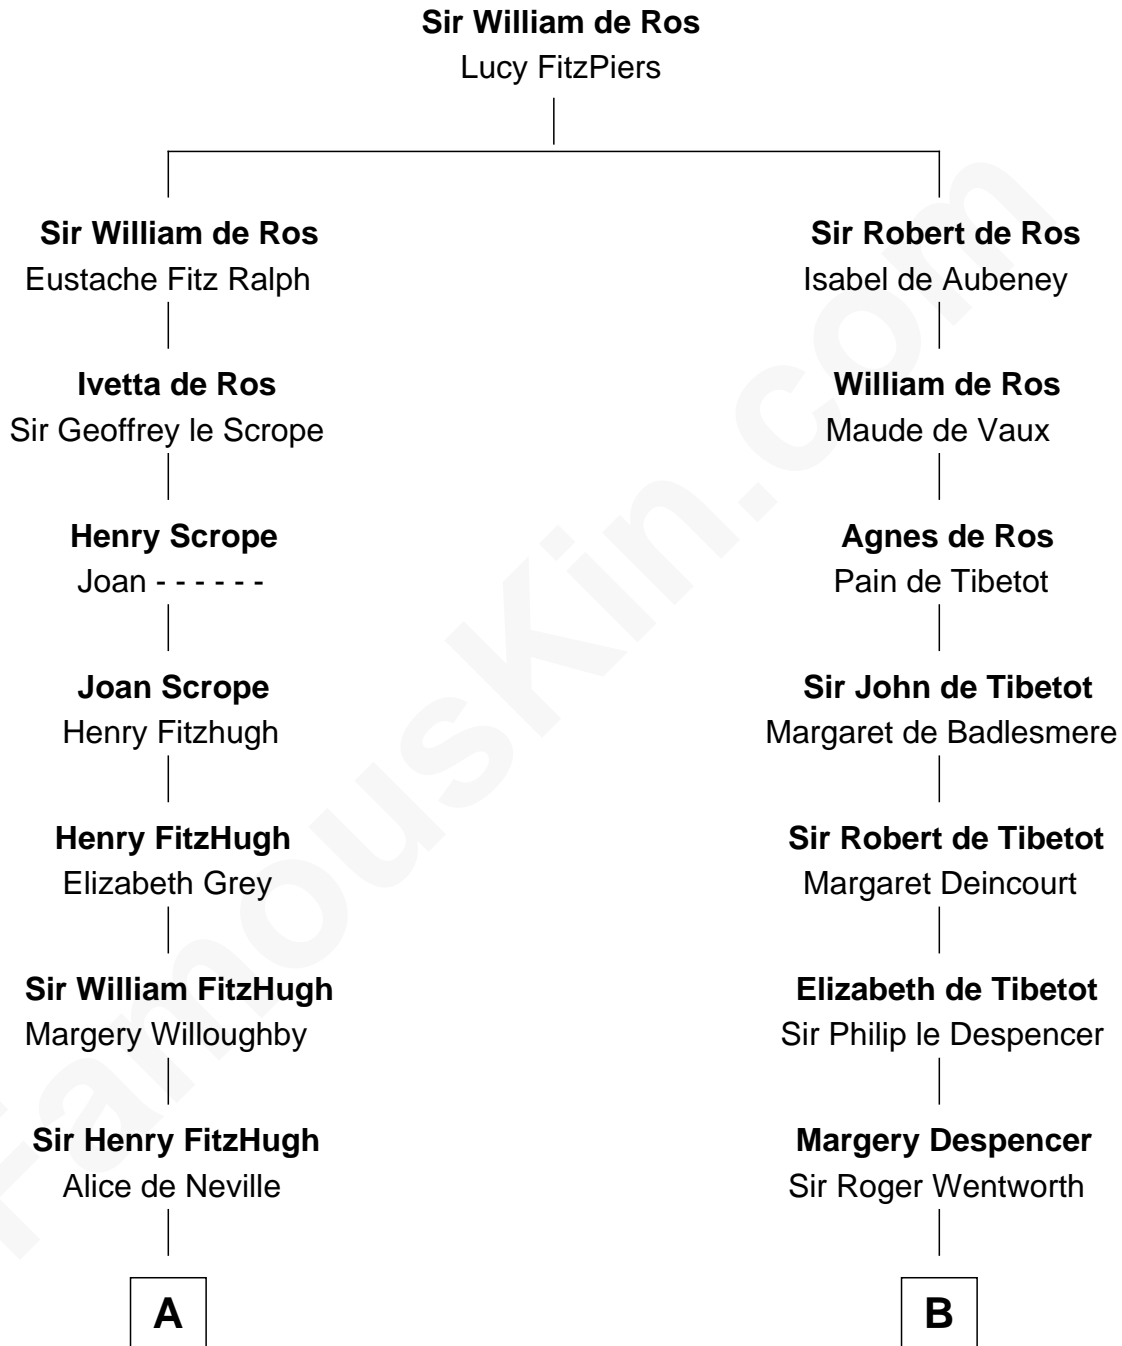 Sir William de Ros
Lucy FitzPiers
Sir William de Ros
Eustache Fitz Ralph
Sir Robert de Ros
Isabel de Aubeney
Ivetta de Ros
Sir Geoffrey le Scrope
William de Ros
Maude de Vaux
Henry Scrope
Joan - - - - - -
Agnes de Ros
Pain de Tibetot
Joan Scrope
Henry Fitzhugh
Sir John de Tibetot
Margaret de Badlesmere
Henry FitzHugh
Elizabeth Grey
Sir Robert de Tibetot
Margaret Deincourt
Sir William FitzHugh
Margery Willoughby
Elizabeth de Tibetot
Sir Philip le Despencer
Sir Henry FitzHugh
Alice de Neville
Margery Despencer
Sir Roger Wentworth
A
B
FamousKin.com